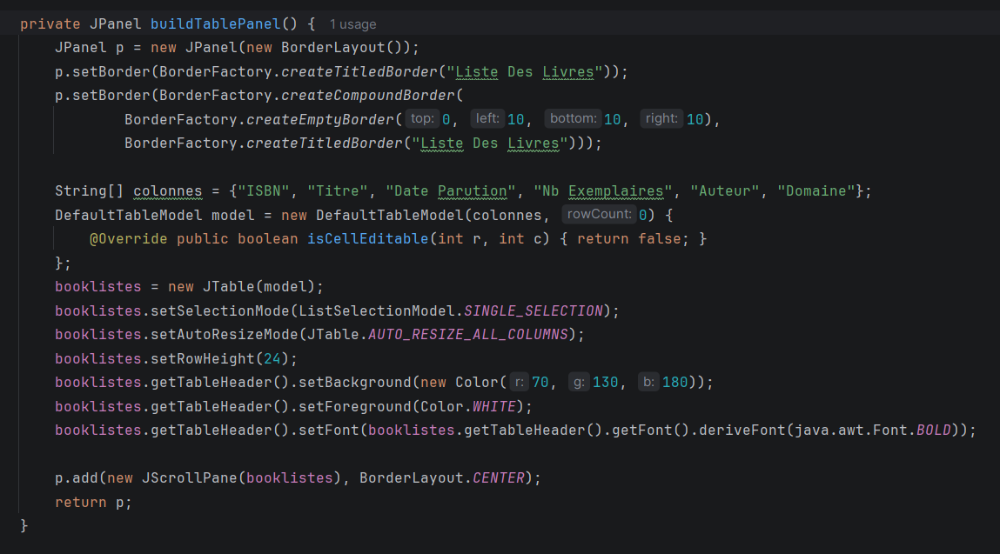 private JPanel buildTablePanel() { 1 usage
    JPanel p = new JPanel(new BorderLayout());
    p.setBorder(BorderFactory.createTitledBorder("Liste Des Livres"));
    p.setBorder(BorderFactory.createCompoundBorder(
            BorderFactory.createEmptyBorder( top: 0, left: 10, bottom: 10, right: 10),
            BorderFactory.createTitledBorder("Liste Des Livres")));

    String[] colonnes = {"ISBN", "Titre", "Date Parution", "Nb Exemplaires", "Auteur", "Domaine"};
    DefaultTableModel model = new DefaultTableModel(colonnes, rowCount: 0) {
        @Override public boolean isCellEditable(int r, int c) { return false; }
    };
    booklistes = new JTable(model);
    booklistes.setSelectionMode(ListSelectionModel.SINGLE_SELECTION);
    booklistes.setAutoResizeMode(JTable.AUTO_RESIZE_ALL_COLUMNS);
    booklistes.setRowHeight(24);
    booklistes.getTableHeader().setBackground(new Color( r: 70, g: 130, b: 180));
    booklistes.getTableHeader().setForeground(Color.WHITE);
    booklistes.getTableHeader().setFont(booklistes.getTableHeader().getFont().deriveFont(java.awt.Font.BOLD));

    p.add(new JScrollPane(booklistes), BorderLayout.CENTER);
    return p;
}